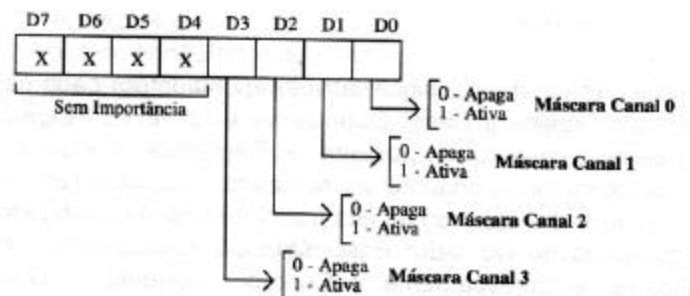 D7 D6 D5 D4 D3 D2 D1 D0
X X X X
Sem Importância
0 - Apaga
1 - Ativa
Máscara Canal 0
0 - Apaga
1 - Ativa
Máscara Canal 1
0 - Apaga
1 - Ativa
Máscara Canal 2
0 - Apaga
1 - Ativa
Máscara Canal 3